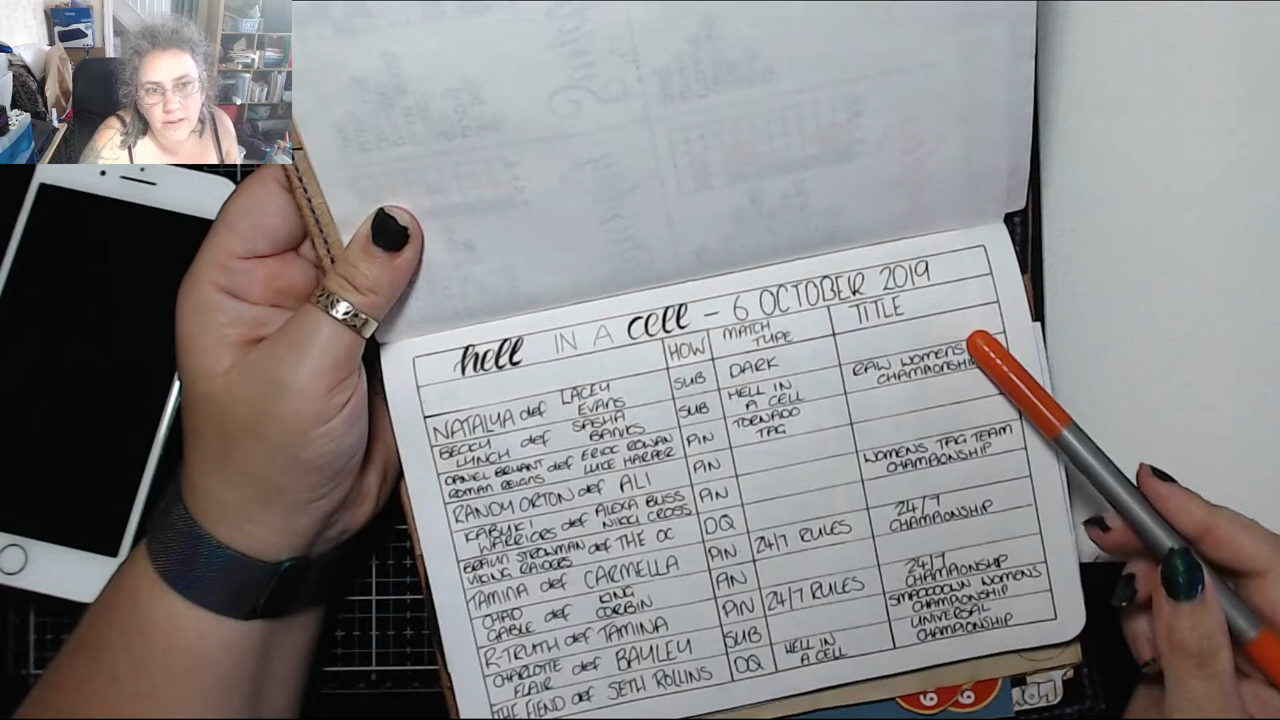 hell IN A cell - 6 OCTOBER 2019
HOW MATCH TYPE TITLE
NATALYA def LACEY EVANS SUB DARK
BECKY LYNCH def SASHA BANKS SUB HELL IN A CELL RAW WOMENS CHAMPIONSHIP
DANIEL BRYANT ROMAN REIGNS def ERICK ROWAN LUKE HARPER PIN TORNADO TAG
RANDY ORTON def ALI PIN
KABUKI WARRIORS def ALEXA BLISS NIKKI CROSS PIN WOMENS TAG TEAM CHAMPIONSHIP
BRAUN STROWMAN VIKING RAIDERS def THE OC DQ
TAMINA def CARMELLA PIN 24/7 RULES 24/7 CHAMPIONSHIP
CHAD GABLE def KING CORBIN PIN
R-TRUTH def TAMINA PIN 24/7 RULES 24/7 CHAMPIONSHIP
CHARLOTTE FLAIR def BAYLEY SUB SMACKDOWN WOMENS CHAMPIONSHIP
THE FIEND def SETH ROLLINS DQ HELL IN A CELL UNIVERSAL CHAMPIONSHIP